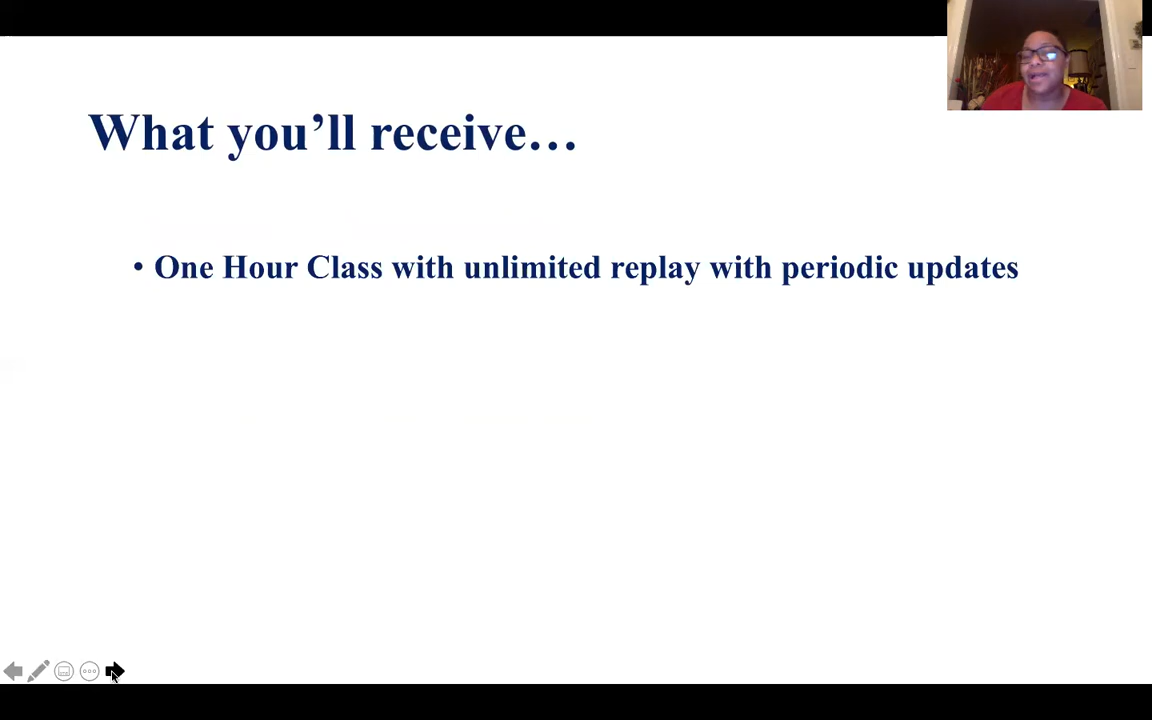 What you’ll receive…
• One Hour Class with unlimited replay with periodic updates